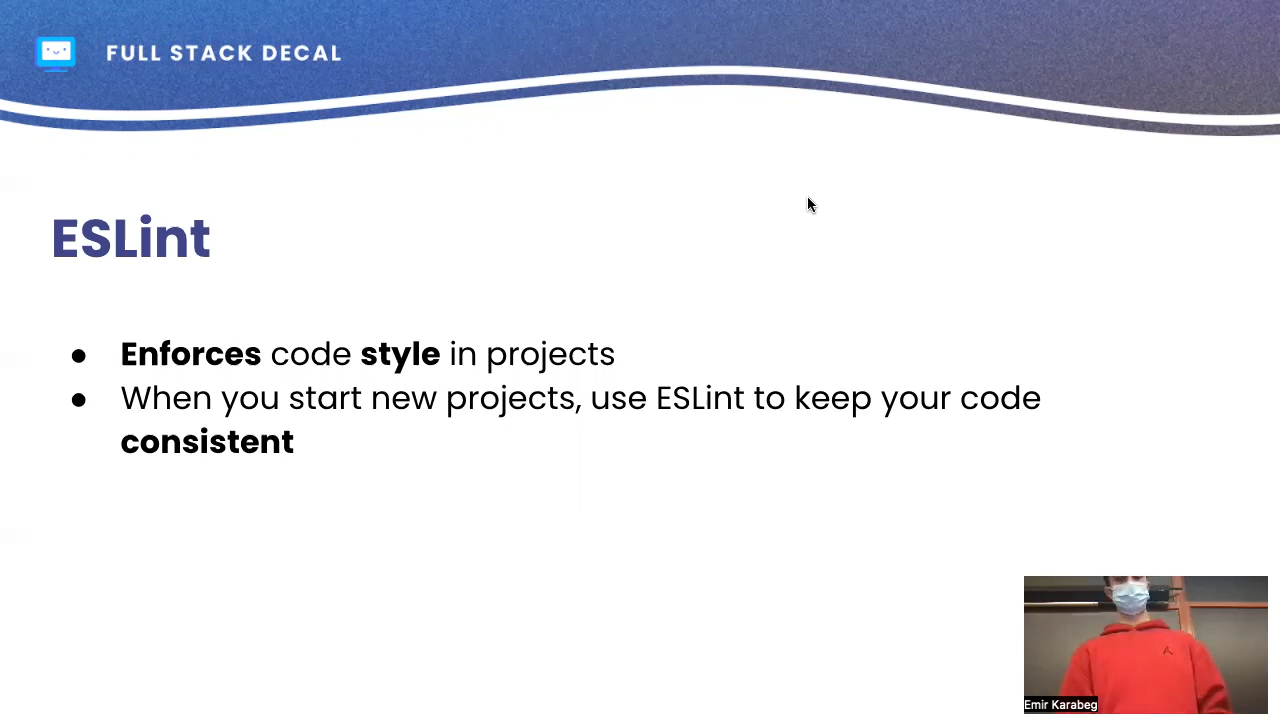 FULL STACK DECAL
ESLint
● Enforces code style in projects
● When you start new projects, use ESLint to keep your code
consistent
Emir Karabeg